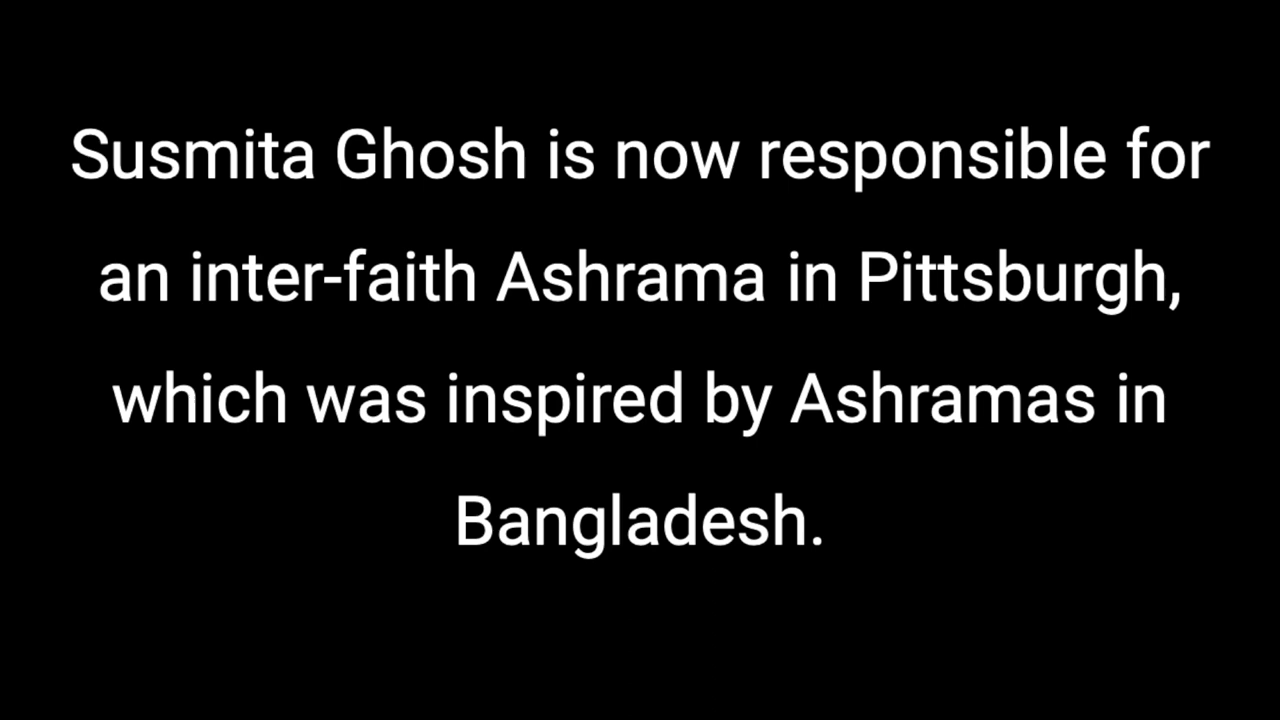 Susmita Ghosh is now responsible for
an inter-faith Ashrama in Pittsburgh,
which was inspired by Ashramas in
Bangladesh.